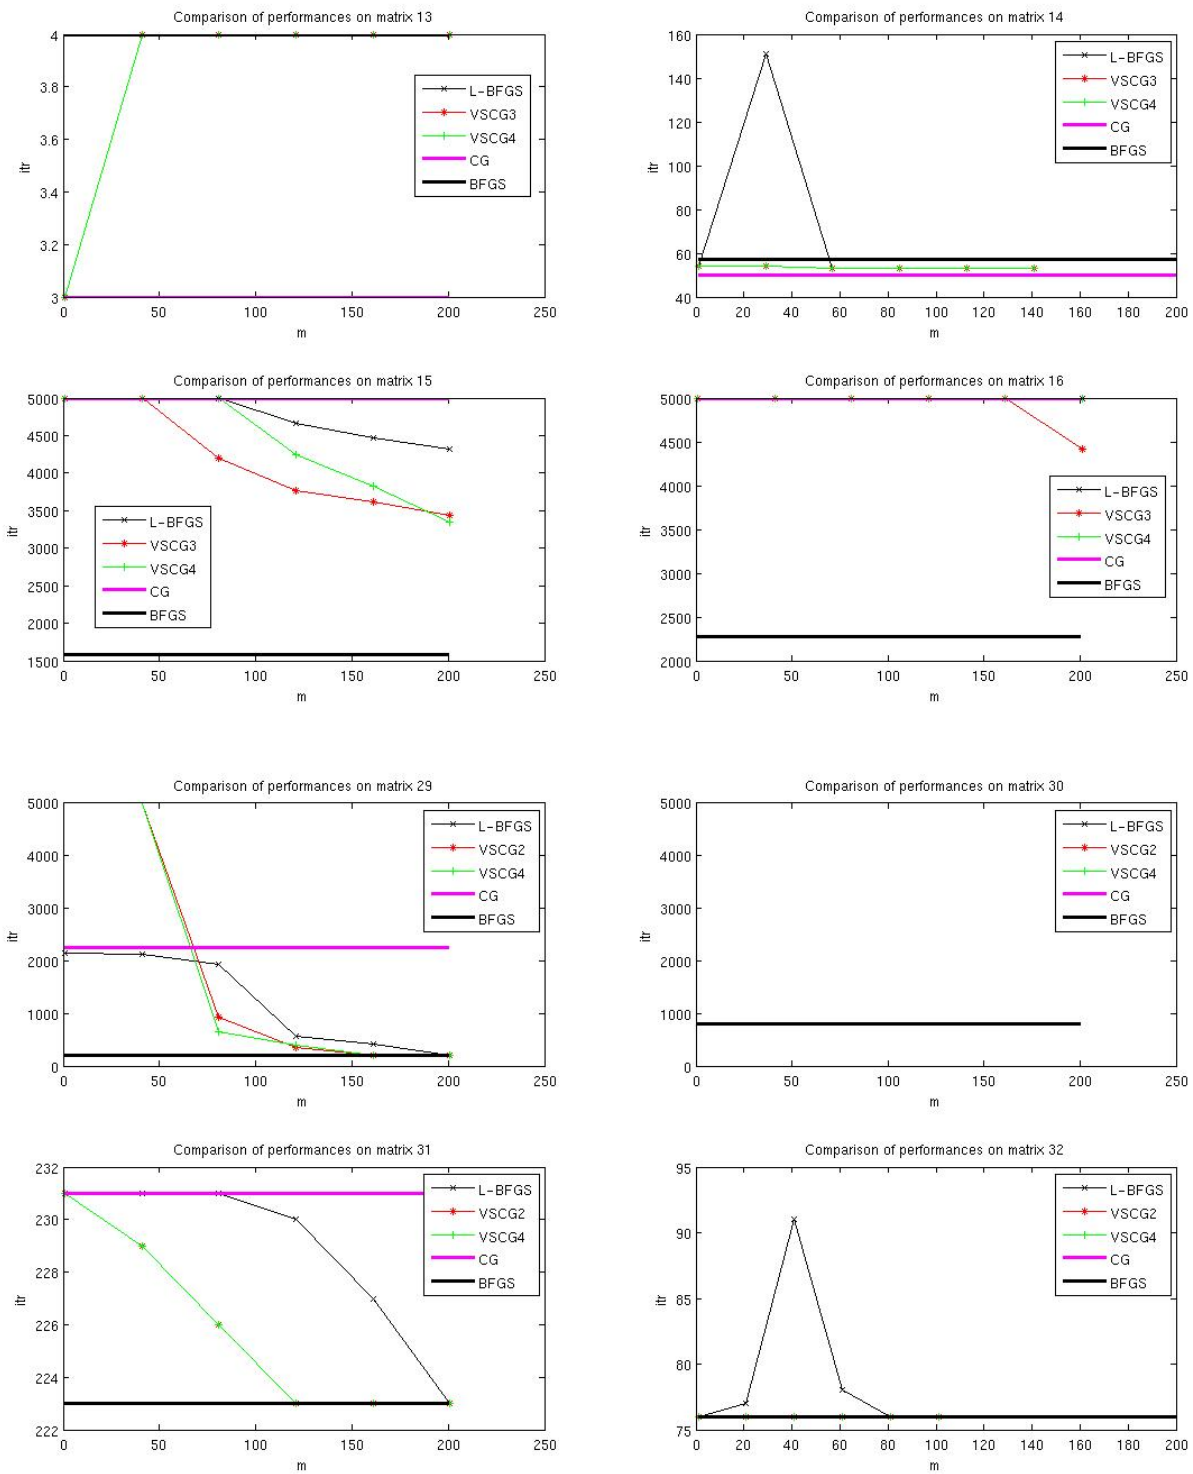 Comparison of performances on matrix 13
4
3.8
3.6
3.4
3.2
3
itr
0
50
100
150
200
250
m
L-BFGS
VSCG3
VSCG4
CG
BFGS
Comparison of performances on matrix 14
160
140
120
100
80
60
40
itr
0
20
40
60
80
100
120
140
160
180
200
m
L-BFGS
VSCG3
VSCG4
CG
BFGS
Comparison of performances on matrix 15
5000
4500
4000
3500
3000
2500
2000
1500
itr
0
50
100
150
200
250
m
L-BFGS
VSCG3
VSCG4
CG
BFGS
Comparison of performances on matrix 16
5000
4500
4000
3500
3000
2500
2000
itr
0
50
100
150
200
250
m
L-BFGS
VSCG3
VSCG4
CG
BFGS
Comparison of performances on matrix 29
5000
4000
3000
2000
1000
0
itr
0
50
100
150
200
250
m
L-BFGS
VSCG2
VSCG4
CG
BFGS
Comparison of performances on matrix 30
5000
4000
3000
2000
1000
0
itr
0
50
100
150
200
250
m
L-BFGS
VSCG2
VSCG4
CG
BFGS
Comparison of performances on matrix 31
232
230
228
226
224
222
itr
0
50
100
150
200
250
m
L-BFGS
VSCG2
VSCG4
CG
BFGS
Comparison of performances on matrix 32
95
90
85
80
75
itr
0
20
40
60
80
100
120
140
160
180
200
m
L-BFGS
VSCG2
VSCG4
CG
BFGS